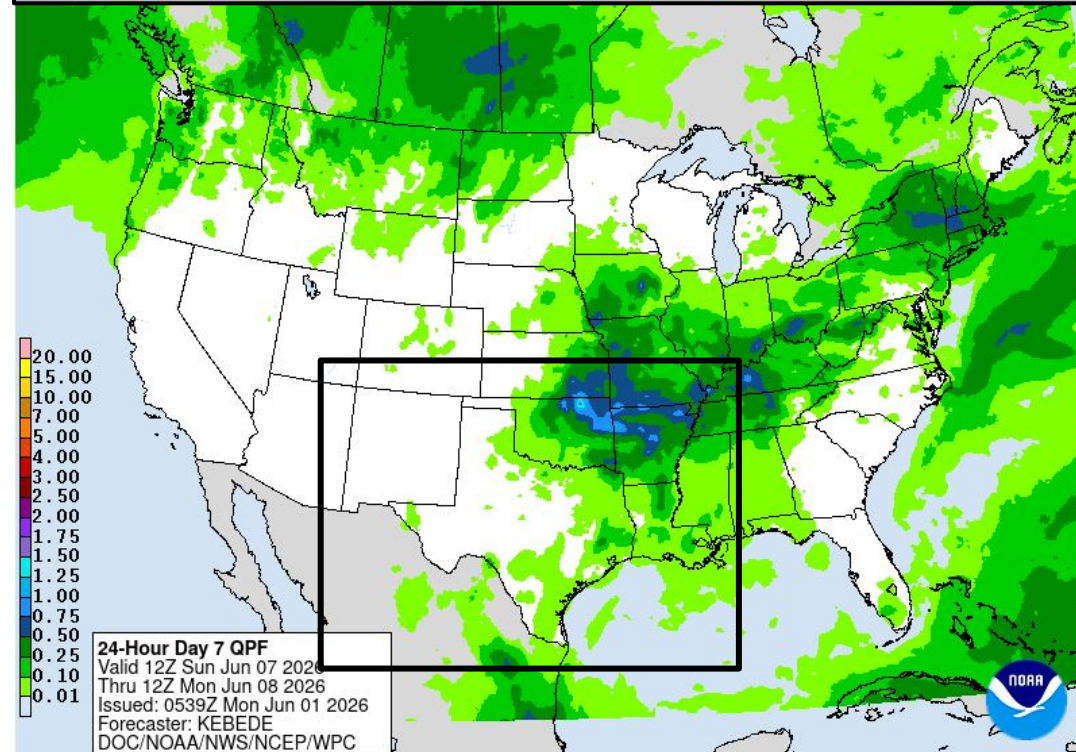 20.00
15.00
10.00
7.00
5.00
4.00
3.00
2.50
2.00
1.75
1.50
1.25
1.00
0.75
0.50
0.25
0.10
0.01
24-Hour Day 7 QPF
Valid 12Z Sun Jun 07 2026
Thru 12Z Mon Jun 08 2026
Issued: 0539Z Mon Jun 01 2026
Forecaster: KEBEDE
DOC/NOAA/NWS/NCEP/WPC
NOAA